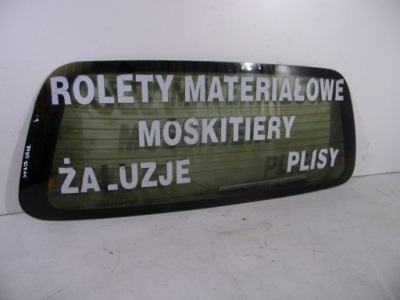 ROLETY MATERIAŁOWE
MOSKITIERY
ŻA_UZJE PLISY